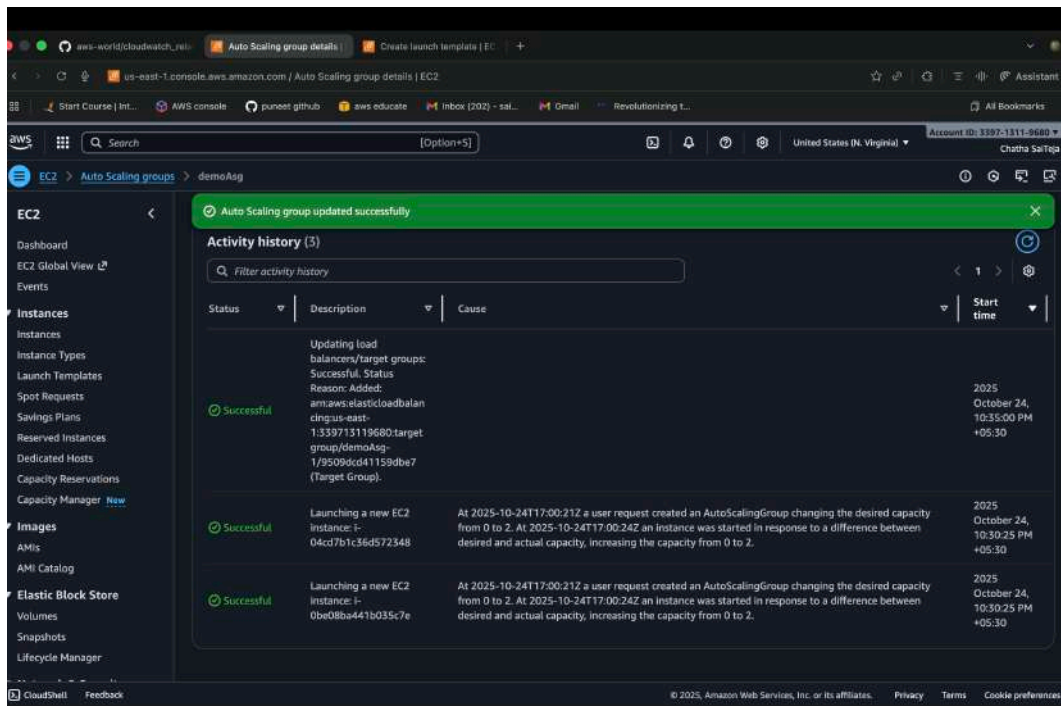 aws-world/cloudwatch_rel
Auto Scaling group details |
Create launch template | EC
us-east-1.console.aws.amazon.com / Auto Scaling group details | EC2
Assistant
Start Course | Int...
AWS console
puneet github
aws educate
Inbox (202) - sai...
Gmail
Revolutionizing t...
All Bookmarks
aws
Search
[Option+S]
United States (N. Virginia)
Account ID: 3397-1311-9680
Chatha SaiTeja
EC2 > Auto Scaling groups > demoAsg
EC2
Dashboard
EC2 Global View
Events
Instances
Instances
Instance Types
Launch Templates
Spot Requests
Savings Plans
Reserved Instances
Dedicated Hosts
Capacity Reservations
Capacity Manager New
Images
AMIs
AMI Catalog
Elastic Block Store
Volumes
Snapshots
Lifecycle Manager
Auto Scaling group updated successfully
Activity history (3)
Filter activity history
1
Status
Description
Cause
Start
time
Successful
Updating load
balancers/target groups:
Successful. Status
Reason: Added:
arn:aws:elasticloadbalan
cing:us-east-
1:339713119680:target
group/demoAsg-
1/9509dcd41159dbe7
(Target Group).
2025
October 24,
10:35:00 PM
+05:30
Successful
Launching a new EC2
instance: i-
04cd7b1c36d572348
At 2025-10-24T17:00:21Z a user request created an AutoScalingGroup changing the desired capacity
from 0 to 2. At 2025-10-24T17:00:24Z an instance was started in response to a difference between
desired and actual capacity, increasing the capacity from 0 to 2.
2025
October 24,
10:30:25 PM
+05:30
Successful
Launching a new EC2
instance: i-
0be08ba441b035c7e
At 2025-10-24T17:00:21Z a user request created an AutoScalingGroup changing the desired capacity
from 0 to 2. At 2025-10-24T17:00:24Z an instance was started in response to a difference between
desired and actual capacity, increasing the capacity from 0 to 2.
2025
October 24,
10:30:25 PM
+05:30
CloudShell
Feedback
© 2025, Amazon Web Services, Inc. or its affiliates.
Privacy
Terms
Cookie preferences